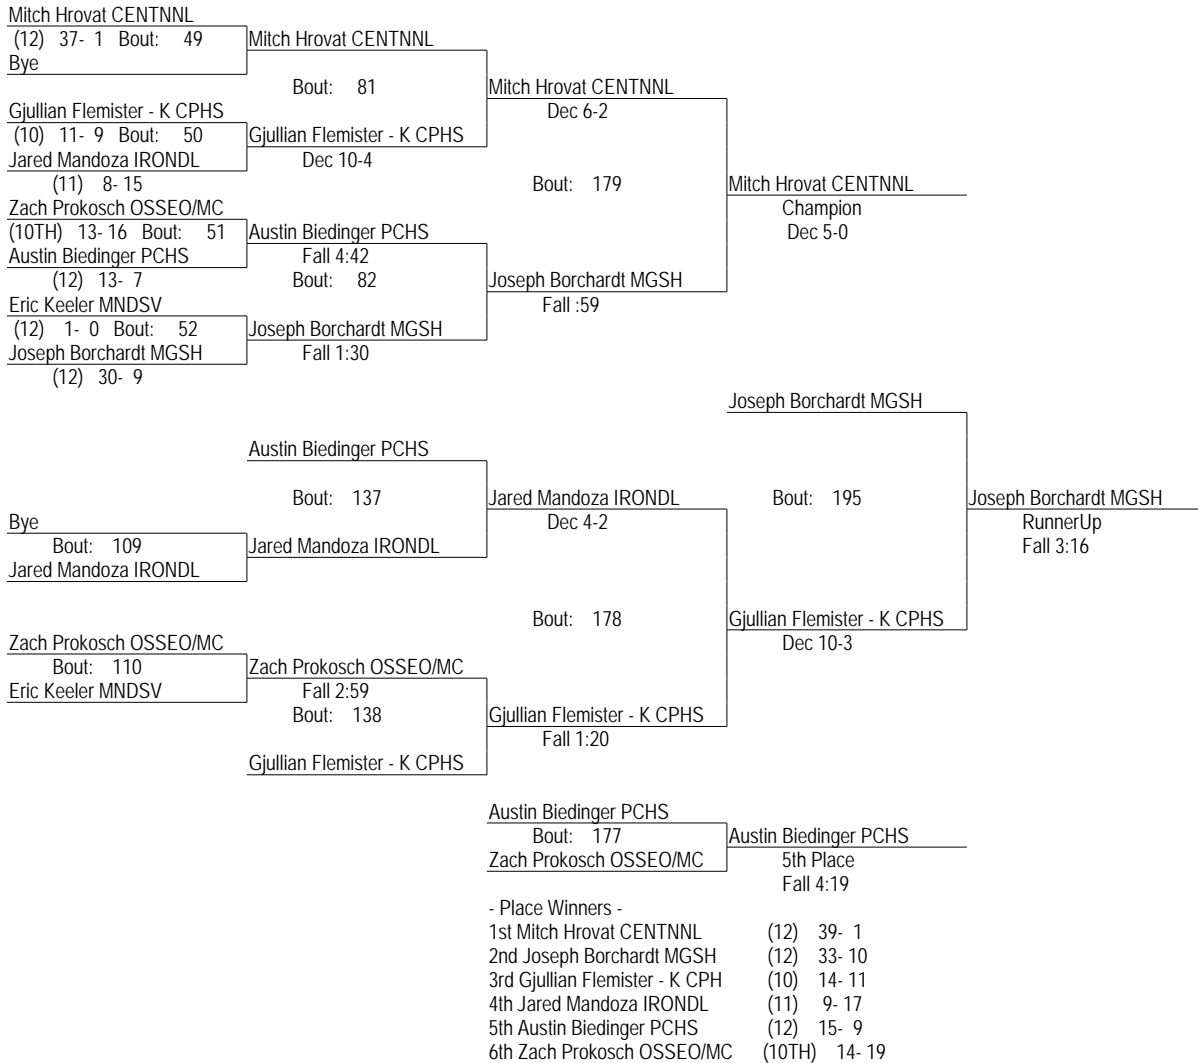 Mitch Hrovat CENTNNL
(12) 37- 1 Bout: 49
Bye
Mitch Hrovat CENTNNL
Bout: 81
Gjullian Flemister - K CPHS
(10) 11- 9 Bout: 50
Jared Mandoza IRONDL
(11) 8- 15
Gjullian Flemister - K CPHS
Dec 10-4
Mitch Hrovat CENTNNL
Dec 6-2
Bout: 179
Zach Prokosch OSSEO/MC
(10TH) 13- 16 Bout: 51
Austin Biedinger PCHS
(12) 13- 7
Austin Biedinger PCHS
Fall 4:42
Bout: 82
Eric Keeler MNDSV
(12) 1- 0 Bout: 52
Joseph Borchardt MGSH
(12) 30- 9
Joseph Borchardt MGSH
Fall 1:30
Joseph Borchardt MGSH
Fall :59
Mitch Hrovat CENTNNL
Champion
Dec 5-0
Austin Biedinger PCHS
Bout: 137
Bye
Bout: 109
Jared Mandoza IRONDL
Jared Mandoza IRONDL
Jared Mandoza IRONDL
Dec 4-2
Bout: 178
Zach Prokosch OSSEO/MC
Bout: 110
Eric Keeler MNDSV
Zach Prokosch OSSEO/MC
Fall 2:59
Bout: 138
Gjullian Flemister - K CPHS
Gjullian Flemister - K CPHS
Fall 1:20
Joseph Borchardt MGSH
Bout: 195
Gjullian Flemister - K CPHS
Dec 10-3
Joseph Borchardt MGSH
RunnerUp
Fall 3:16
Austin Biedinger PCHS
Bout: 177
Zach Prokosch OSSEO/MC
Austin Biedinger PCHS
5th Place
Fall 4:19
- Place Winners -
1st Mitch Hrovat CENTNNL (12) 39- 1
2nd Joseph Borchardt MGSH (12) 33- 10
3rd Gjullian Flemister - K CPH (10) 14- 11
4th Jared Mandoza IRONDL (11) 9- 17
5th Austin Biedinger PCHS (12) 15- 9
6th Zach Prokosch OSSEO/MC (10TH) 14- 19